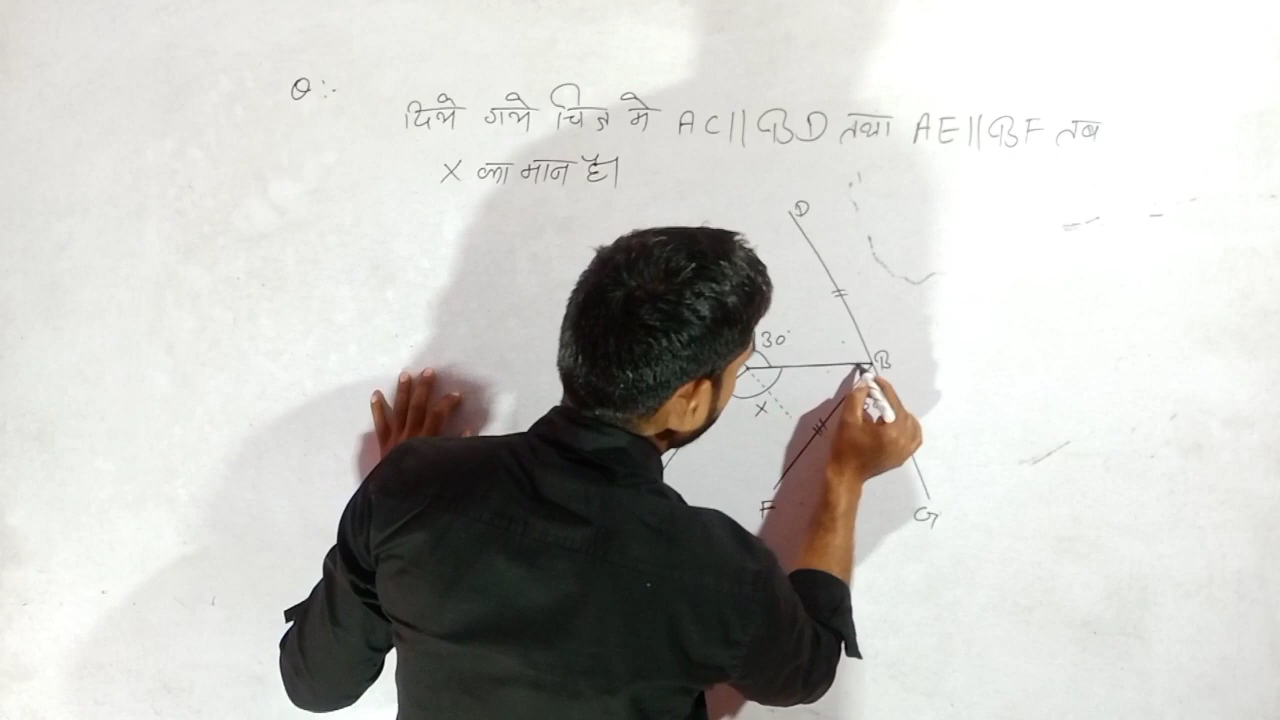 Q:-
दिये गये चित्र मे AC||BD तथा AE||BF तब
X का मान है।
D
30°
B
X
F
G